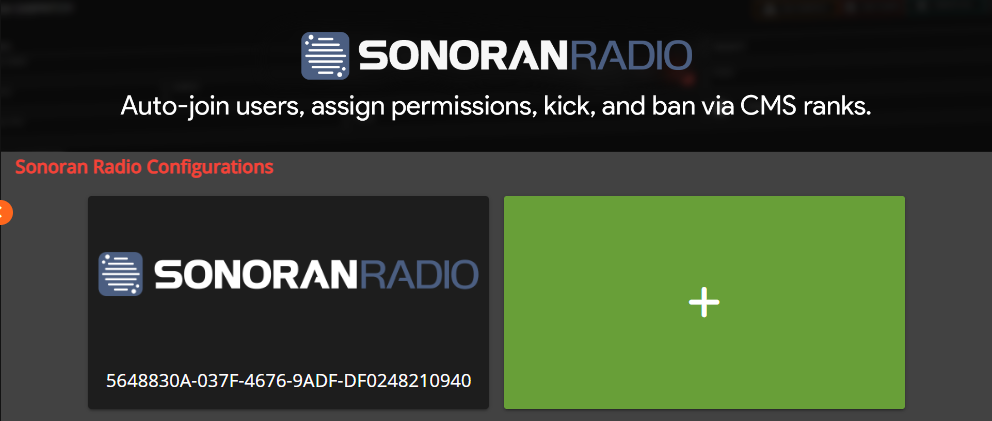 SONORANRADIO
Auto-join users, assign permissions, kick, and ban via CMS ranks.
Sonoran Radio Configurations
SONORANRADIO
5648830A-037F-4676-9ADF-DF0248210940